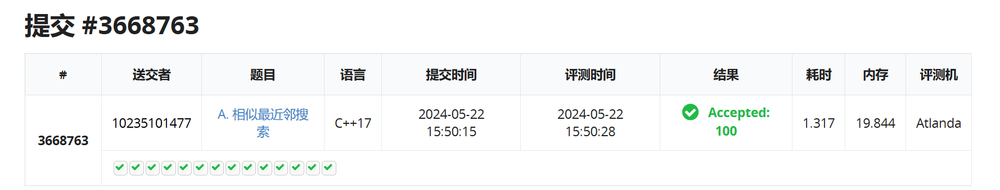 提交 #3668763
# 送交者 题目 语言 提交时间 评测时间 结果 耗时 内存 评测机
3668763 10235101477 A. 相似最近邻搜 C++17 2024-05-22 2024-05-22 Accepted: 1.317 19.844 Atlanda
索 15:50:15 15:50:28 100